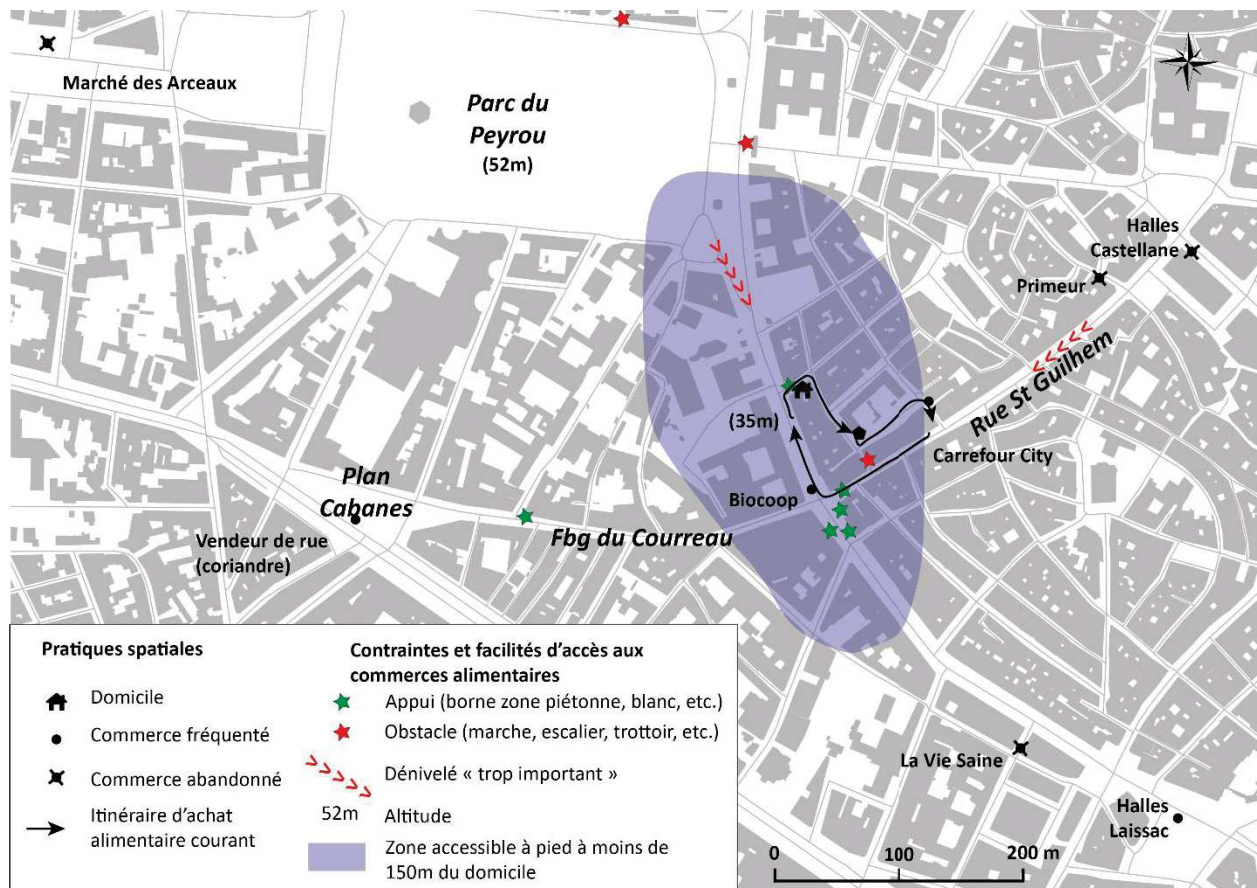 Marché des Arceaux
Parc du
Peyrou
(52m)
Halles
Castellane
Primeur
Rue St Guilhem
(35m)
Carrefour City
Biocoop
Plan
Cabanes
Fbg du Courreau
Vendeur de rue
(coriandre)
La Vie Saine
Halles
Laissac
Pratiques spatiales
Domicile
Commerce fréquenté
Commerce abandonné
Itinéraire d'achat
alimentaire courant
Contraintes et facilités d'accès aux
commerces alimentaires
Appui (borne zone piétonne, blanc, etc.)
Obstacle (marche, escalier, trottoir, etc.)
Dénivelé « trop important »
52m Altitude
Zone accessible à pied à moins de
150m du domicile
0 100 200 m